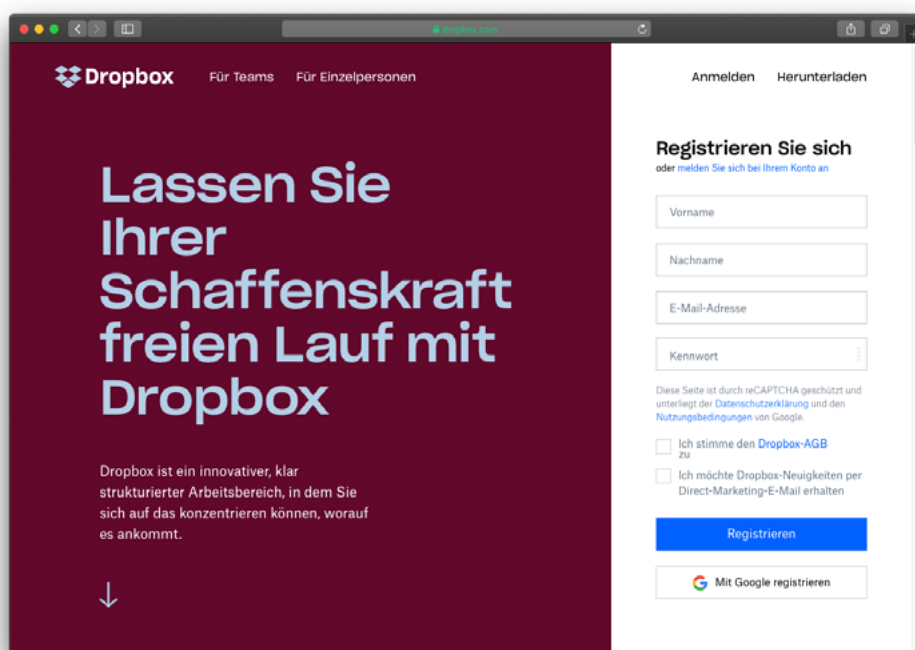 dropbox.com
Dropbox
Für Teams
Für Einzelpersonen
Anmelden
Herunterladen
Lassen Sie
Ihrer
Schaffenskraft
freien Lauf mit
Dropbox
Dropbox ist ein innovativer, klar
strukturierter Arbeitsbereich, in dem Sie
sich auf das konzentrieren können, worauf
es ankommt.
Registrieren Sie sich
oder melden Sie sich bei Ihrem Konto an
Vorname
Nachname
E-Mail-Adresse
Kennwort
Diese Seite ist durch reCAPTCHA geschützt und
unterliegt der Datenschutzerklärung und den
Nutzungsbedingungen von Google.
Ich stimme den Dropbox-AGB
zu
Ich möchte Dropbox-Neuigkeiten per
Direct-Marketing-E-Mail erhalten
Registrieren
Mit Google registrieren